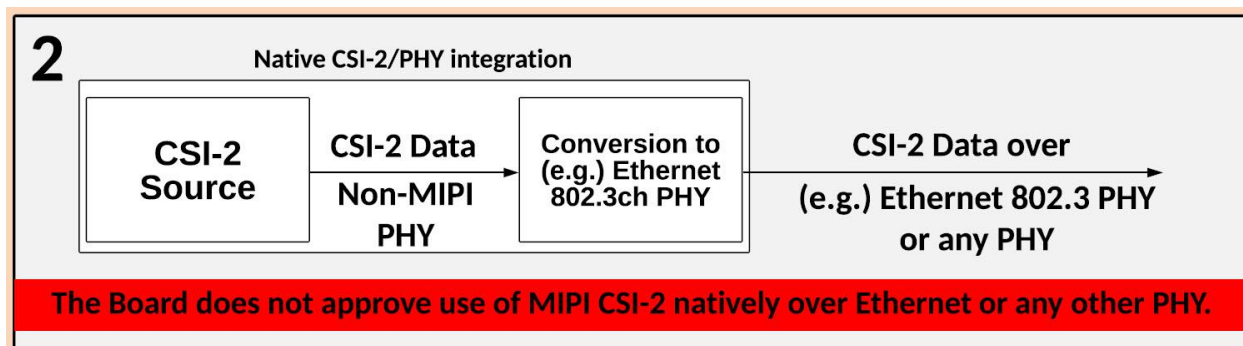 2
Native CSI-2/PHY integration
CSI-2
Source
CSI-2 Data
Non-MIPI
PHY
Conversion to
(e.g.) Ethernet
802.3ch PHY
CSI-2 Data over
(e.g.) Ethernet 802.3 PHY
or any PHY
The Board does not approve use of MIPI CSI-2 natively over Ethernet or any other PHY.